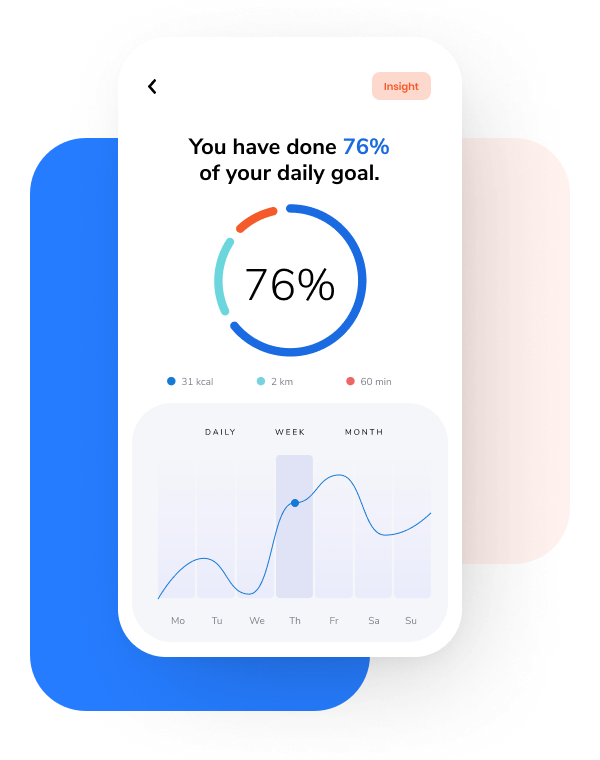 Insight
You have done 76%
of your daily goal.
76%
31 kcal 2 km 60 min
DAILY WEEK MONTH
Mo Tu We Th Fr Sa Su